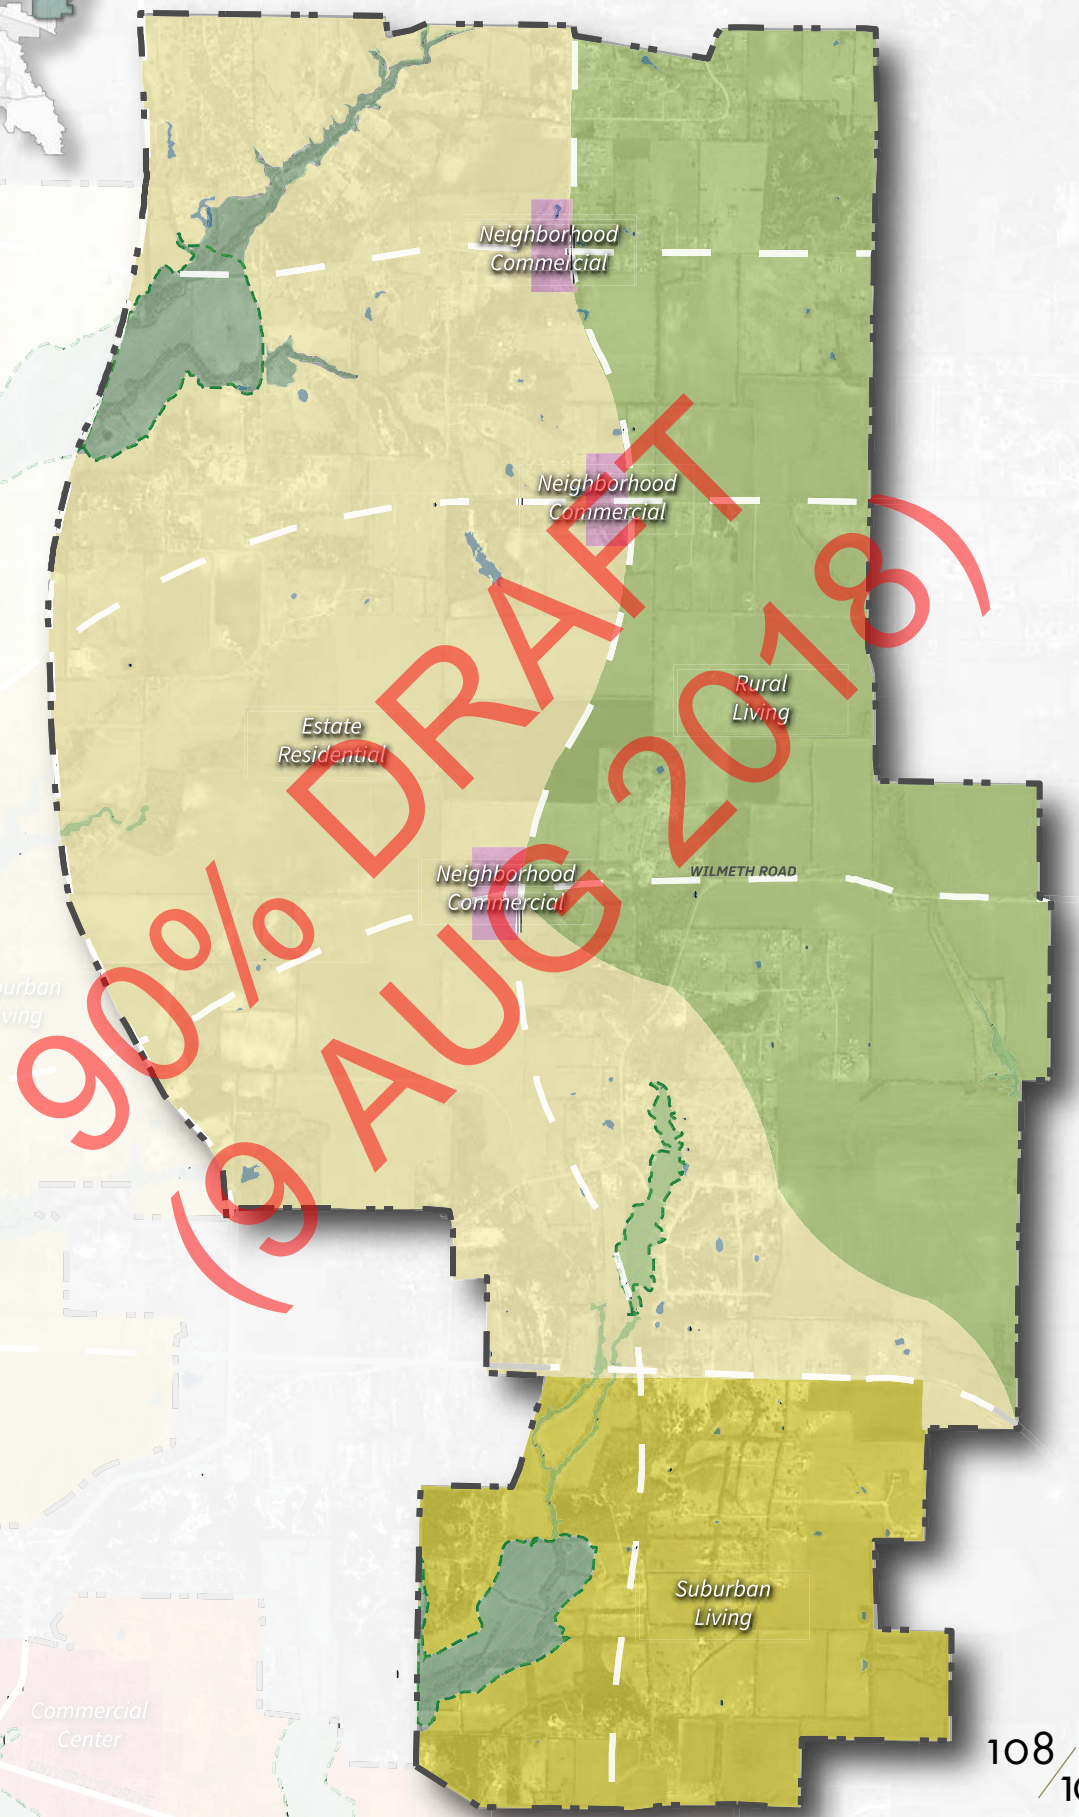 Neighborhood
Commercial
Neighborhood
Commercial
Rural
Living
Estate
Residential
Neighborhood
Commercial
WILMETH ROAD
90% DRAFT
(9 AUG 2018)
Living
Suburban
Living
Commercial
Center
108